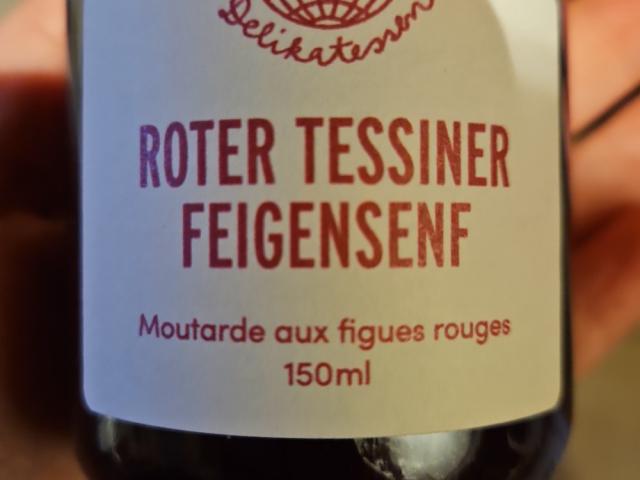 Delikatessen
ROTER TESSINER
FEIGENSENF
Moutarde aux figues rouges
150ml